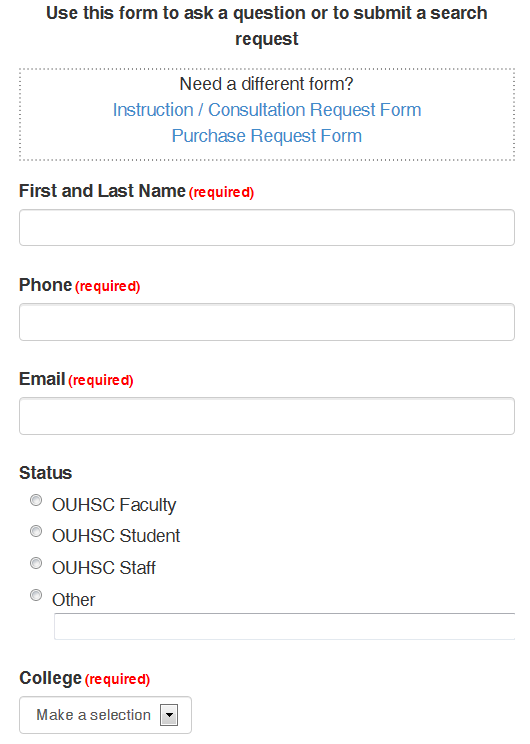 Use this form to ask a question or to submit a search
request
Need a different form?
Instruction / Consultation Request Form
Purchase Request Form
First and Last Name (required)
Phone (required)
Email (required)
Status
OUHSC Faculty
OUHSC Student
OUHSC Staff
Other
College (required)
Make a selection